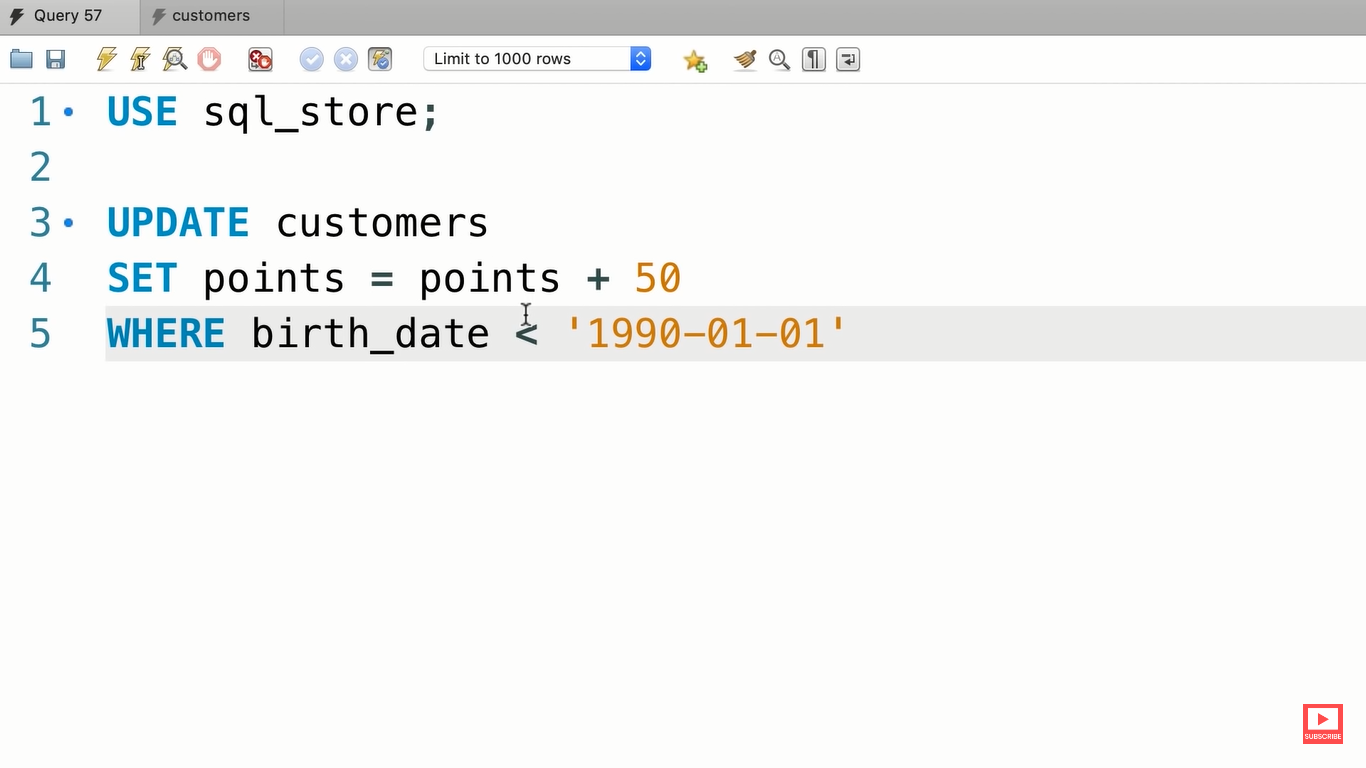 Query 57
customers
Limit to 1000 rows
1 USE sql_store;
2
3 UPDATE customers
4 SET points = points + 50
5 WHERE birth_date < '1990-01-01'
SUBSCRIBE